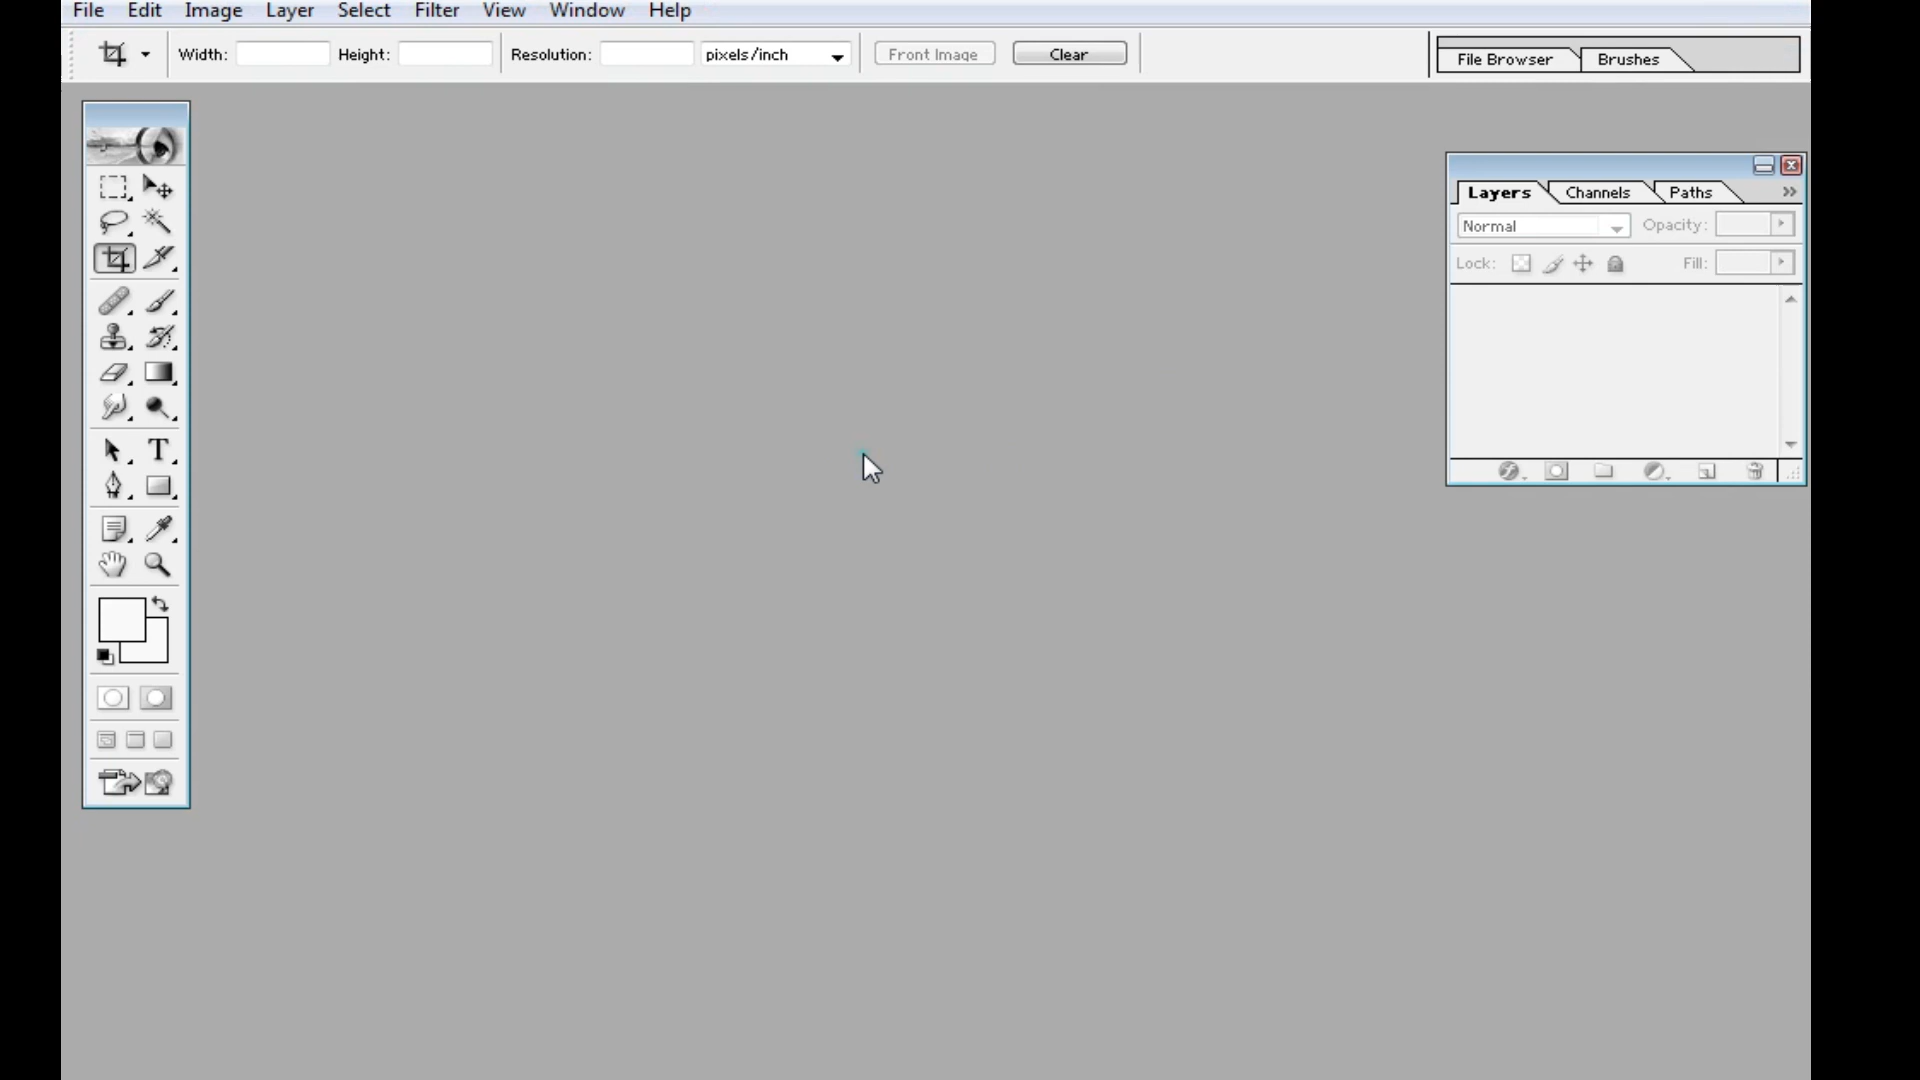 File Edit Image Layer Select Filter View Window Help
Width: Height: Resolution: pixels/inch Front Image Clear File Browser Brushes
Layers Channels Paths
Normal Opacity:
Lock: Fill:
T